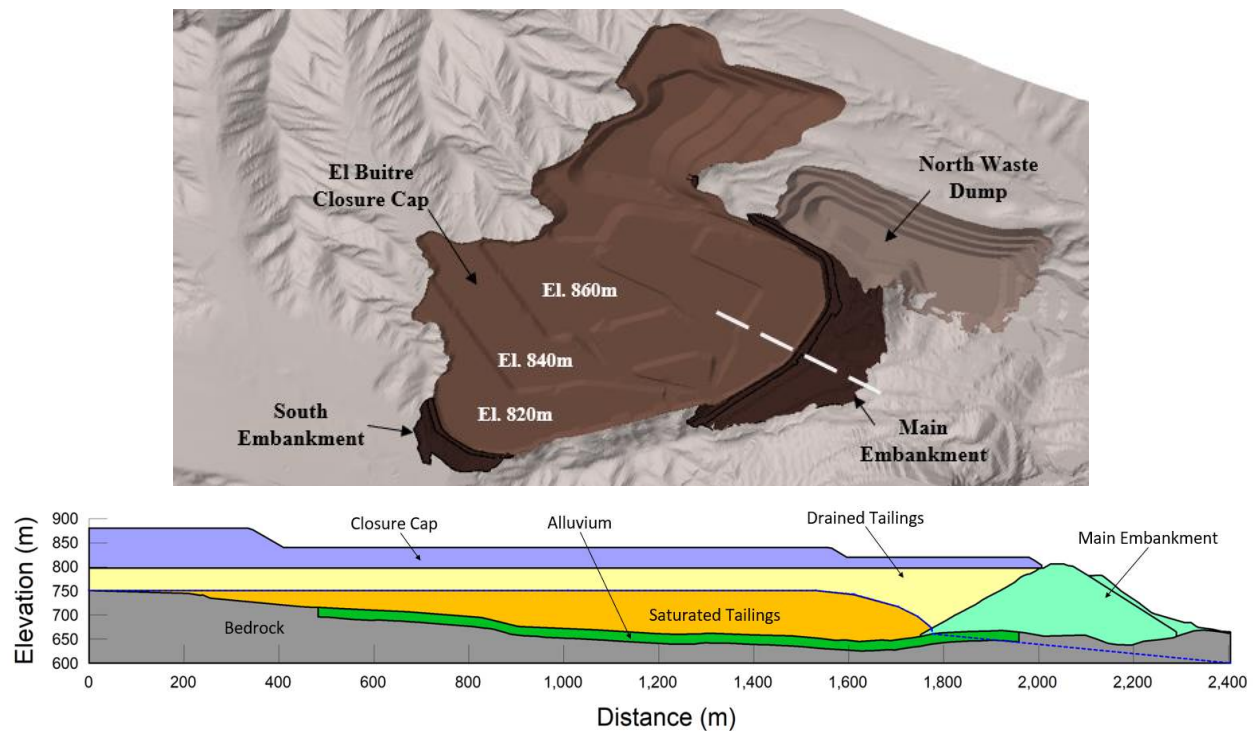 El Buitre
Closure Cap
North Waste
Dump
El. 860m
El. 840m
El. 820m
South
Embankment
Main
Embankment
Elevation (m)
900
850
800
750
700
650
600
Closure Cap
Alluvium
Drained Tailings
Main Embankment
Saturated Tailings
Bedrock
0
200
400
600
800
1,000
1,200
1,400
1,600
1,800
2,000
2,200
2,400
Distance (m)